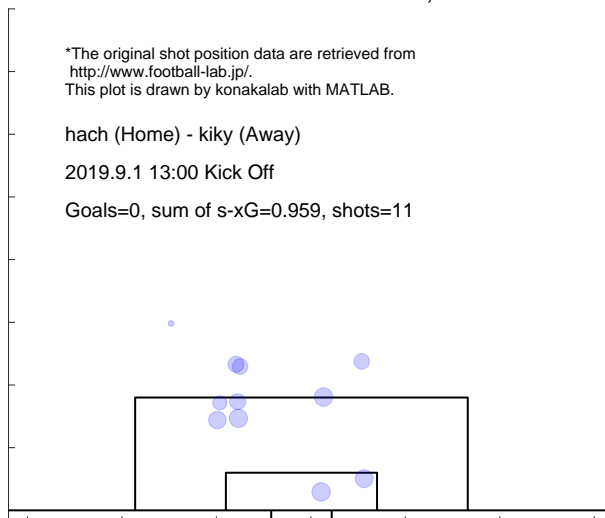 *The original shot position data are retrieved from
http://www.football-lab.jp/.
This plot is drawn by konakalab with MATLAB.
hach (Home) - kiky (Away)
2019.9.1 13:00 Kick Off
Goals=0, sum of s-xG=0.959, shots=11